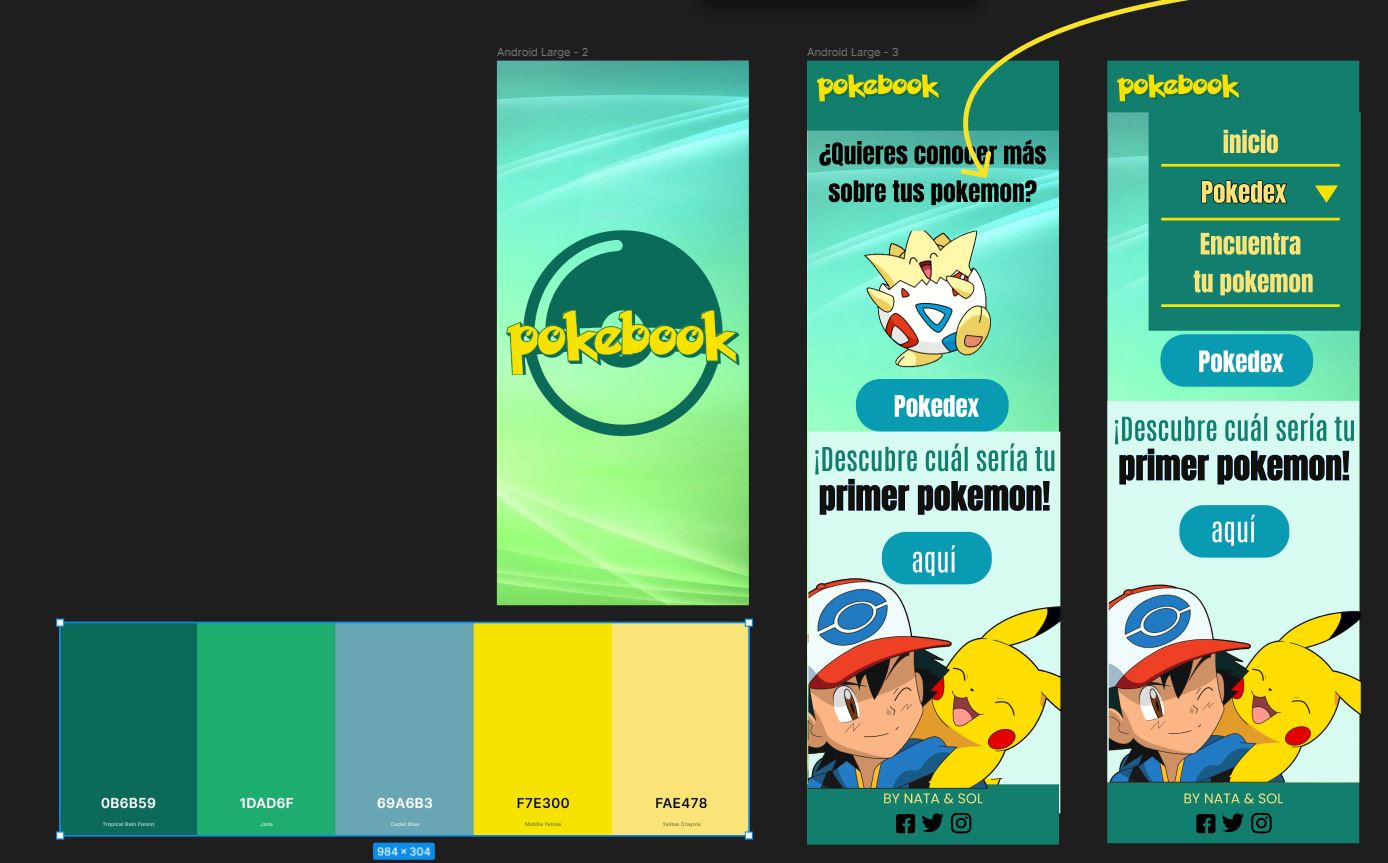 Android Large - 2
pokebook
Android Large - 3
pokebook
¿Quieres conocer más
sobre tus pokemon?
Pokedex
¡Descubre cuál sería tu
primer pokemon!
aquí
BY NATA & SOL
pokebook
inicio
Pokedex
Encuentra
tu pokemon
Pokedex
¡Descubre cuál sería tu
primer pokemon!
aquí
BY NATA & SOL
0B6B59
Tropical Rain Forest
1DAD6F
Jade
69A6B3
Cadet Blue
F7E300
Middle Yellow
FAE478
Yellow Crayola
984 × 304